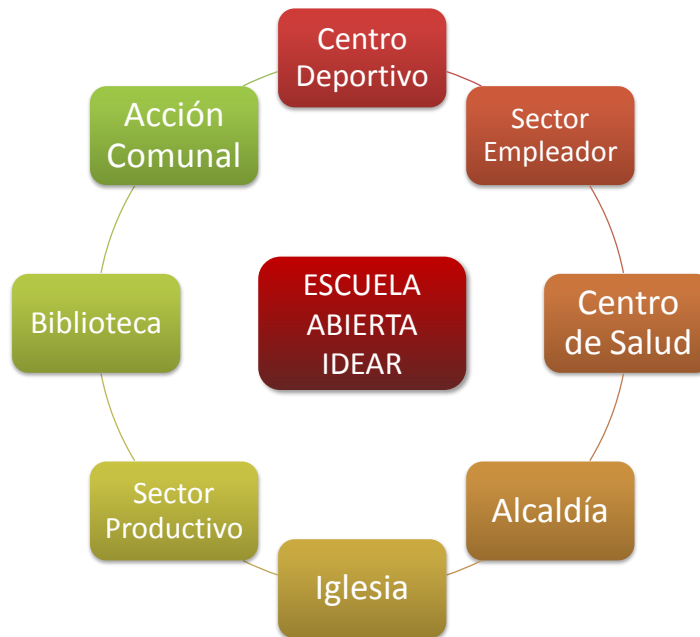 Centro
Deportivo
Sector
Empleador
Centro
de Salud
Alcaldía
Iglesia
Sector
Productivo
Biblioteca
Acción
Comunal
ESCUELA
ABIERTA
IDEAR